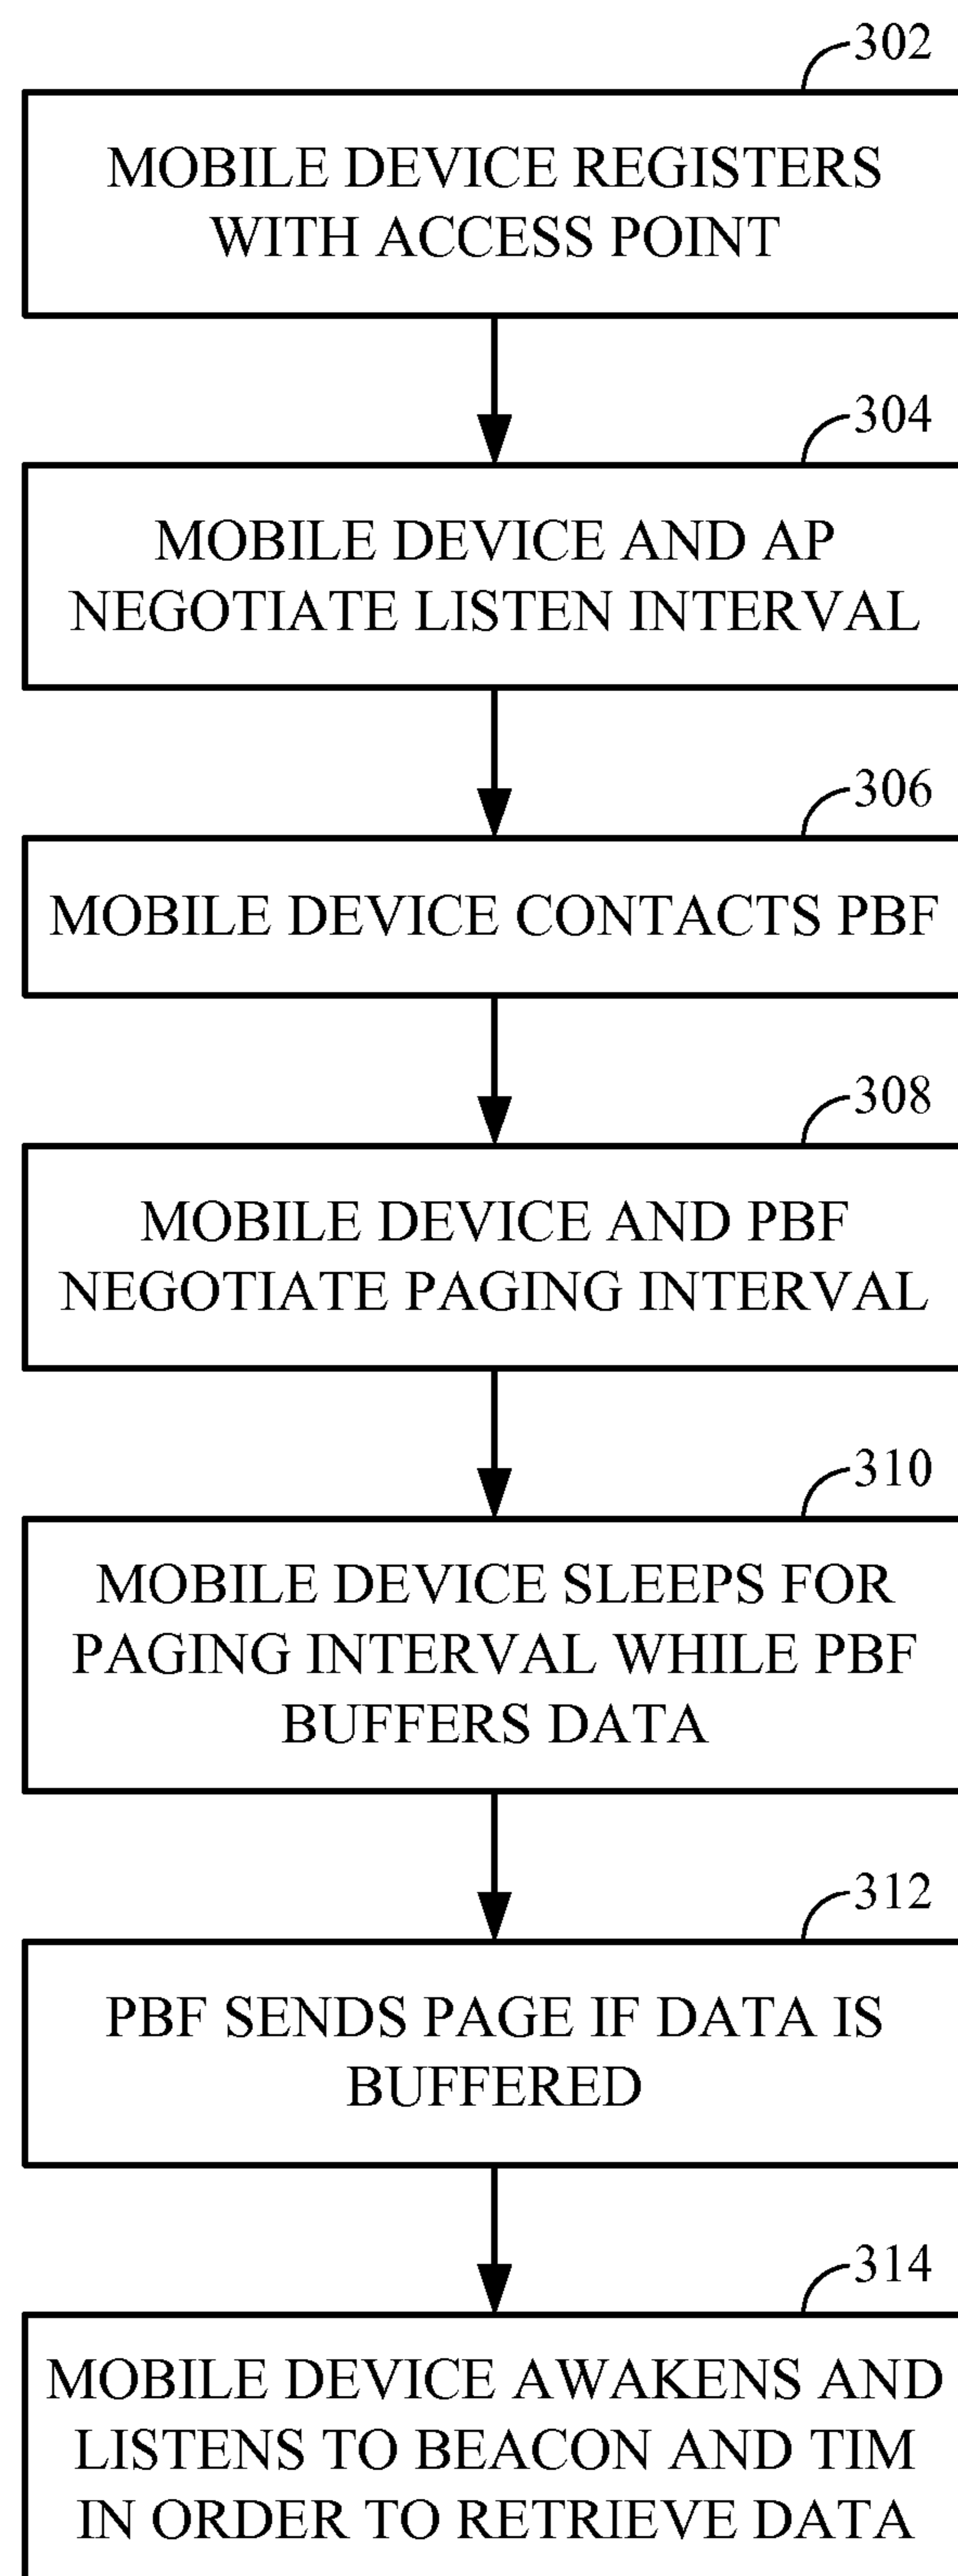 302
MOBILE DEVICE REGISTERS
WITH ACCESS POINT
304
MOBILE DEVICE AND AP
NEGOTIATE LISTEN INTERVAL
306
MOBILE DEVICE CONTACTS PBF
308
MOBILE DEVICE AND PBF
NEGOTIATE PAGING INTERVAL
310
MOBILE DEVICE SLEEPS FOR
PAGING INTERVAL WHILE PBF
BUFFERS DATA
312
PBF SENDS PAGE IF DATA IS
BUFFERED
314
MOBILE DEVICE AWAKENS AND
LISTENS TO BEACON AND TIM
IN ORDER TO RETRIEVE DATA